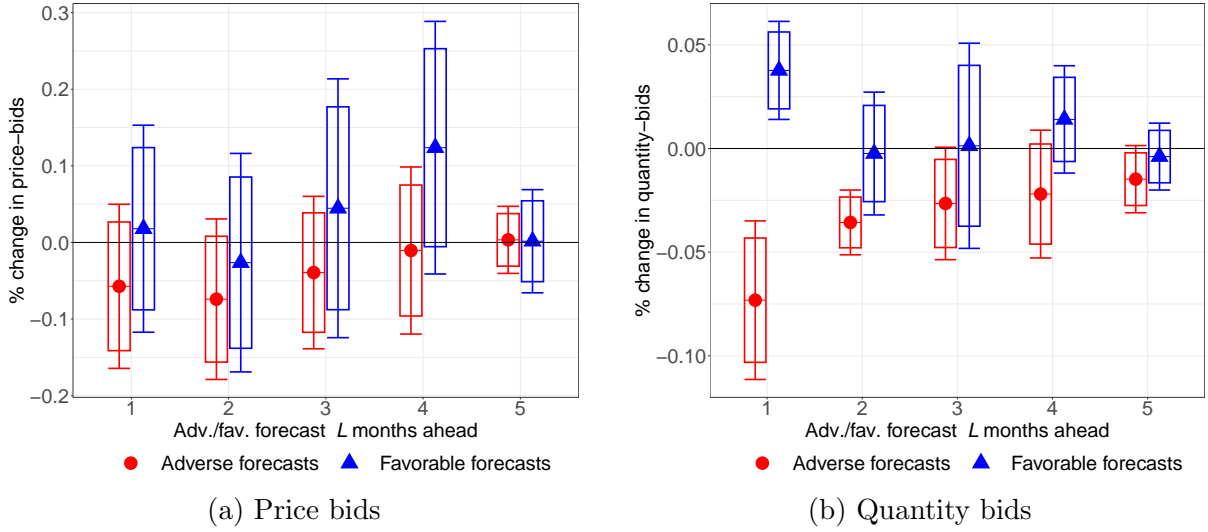 % change in price−bids
0.3
0.2
0.1
0.0
−0.1
−0.2
1 2 3 4 5
Adv./fav. forecast L months ahead
Adverse forecasts Favorable forecasts
(a) Price bids
% change in quantity−bids
0.05
0.00
−0.05
−0.10
1 2 3 4 5
Adv./fav. forecast L months ahead
Adverse forecasts Favorable forecasts
(b) Quantity bids